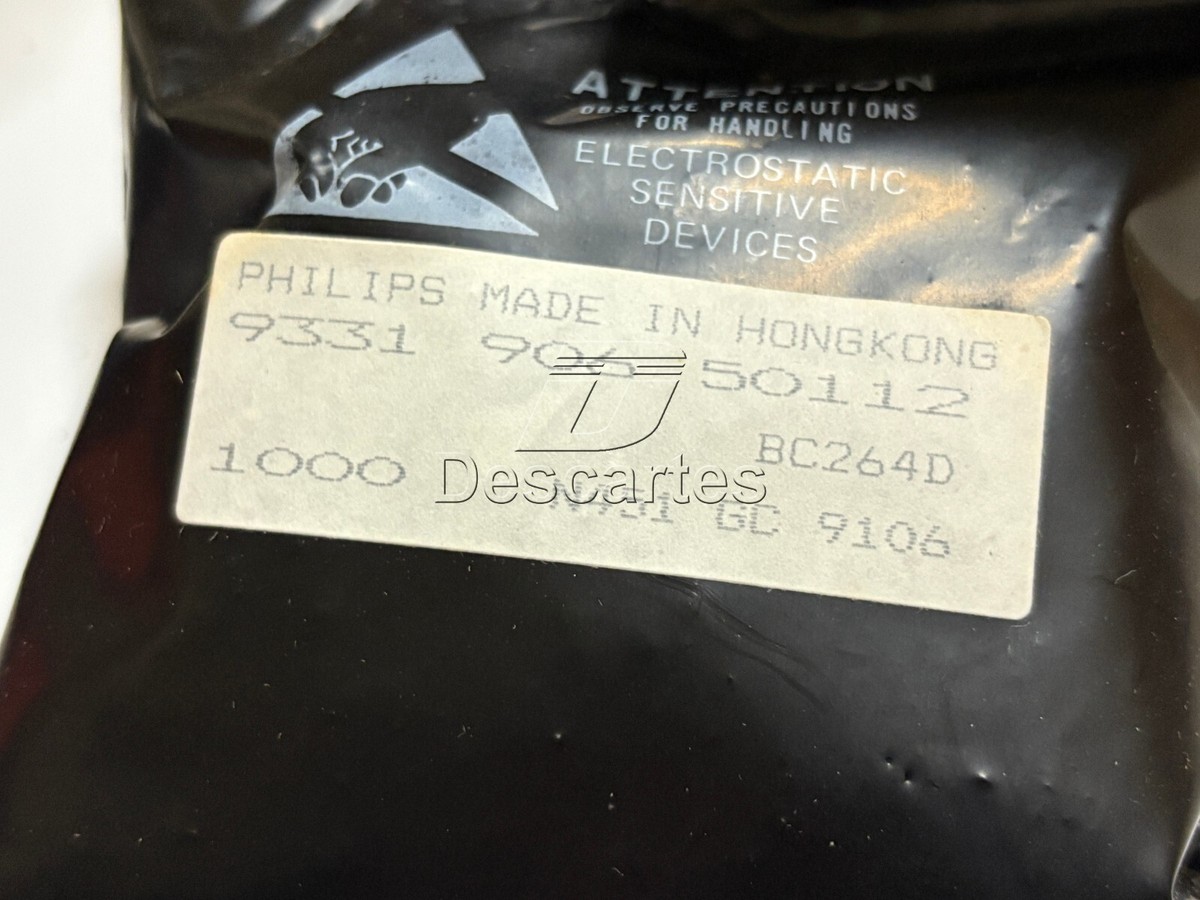 ATTENTION
OBSERVE PRECAUTIONS
FOR HANDLING
ELECTROSTATIC
SENSITIVE
DEVICES
PHILIPS MADE IN HONGKONG
9331 906 50112
BC264D
1000
Descartes
GC 9106